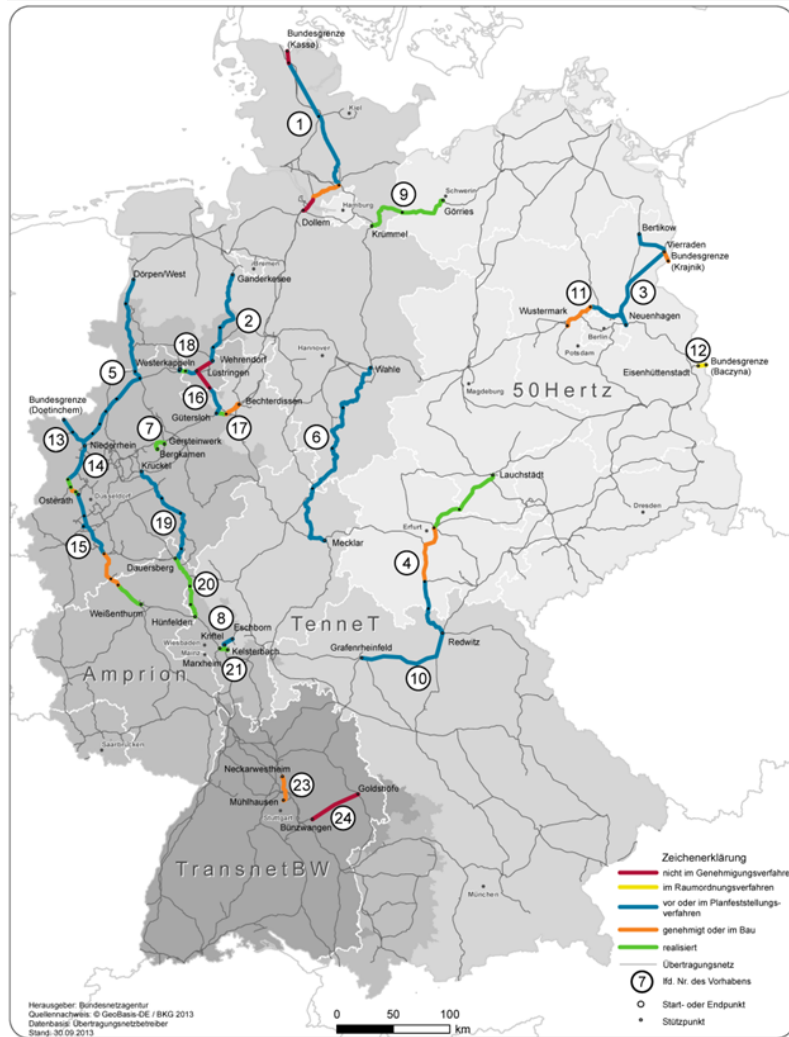 Bundesgrenze
(Kassø)
Kiel
1
Hamburg
Dollern
9
Schwerin
Görries
Krümmel
Bertikow
Vierraden
Bundesgrenze
(Krajnik)
3
11
Wustermark
Neuenhagen
Berlin
Potsdam
12
Bundesgrenze
(Baczyna)
Eisenhüttenstadt
Dörpen/West
Bremen
Ganderkesee
2
18
Westerkappeln
Wehrendorf
Lüstringen
5
16
Bechterdissen
Gütersloh
17
Hannover
Wahle
Magdeburg
50Hertz
Bundesgrenze
(Doetinchem)
13
7
Gersteinwerk
Bergkamen
Niederrhein
Kruckel
14
6
Osterath
Düsseldorf
Lauchstädt
Dresden
Erfurt
4
Mecklar
19
15
Dauersberg
20
Weißenthurm
Hünfelden
8
Eschborn
Kriftel
Wiesbaden
Kelsterbach
Mainz
Marxheim
21
TenneT
Grafenrheinfeld
Redwitz
10
Amprion
Saarbrücken
Neckarwestheim
23
Goldshöfe
Mühlhausen
Stuttgart
24
Bünzwangen
TransnetBW
München
Zeichenerklärung
nicht im Genehmigungsverfahre
im Raumordnungsverfahren
vor oder im Planfeststellungs-
verfahren
genehmigt oder im Bau
realisiert
Übertragungsnetz
7 lfd. Nr. des Vorhabens
Start- oder Endpunkt
Stützpunkt
Herausgeber: Bundesnetzagentur
Quellennachweis: © GeoBasis-DE / BKG 2013
Datenbasis: Übertragungsnetzbetreiber
Stand: 30.09.2013
0 50 100
km